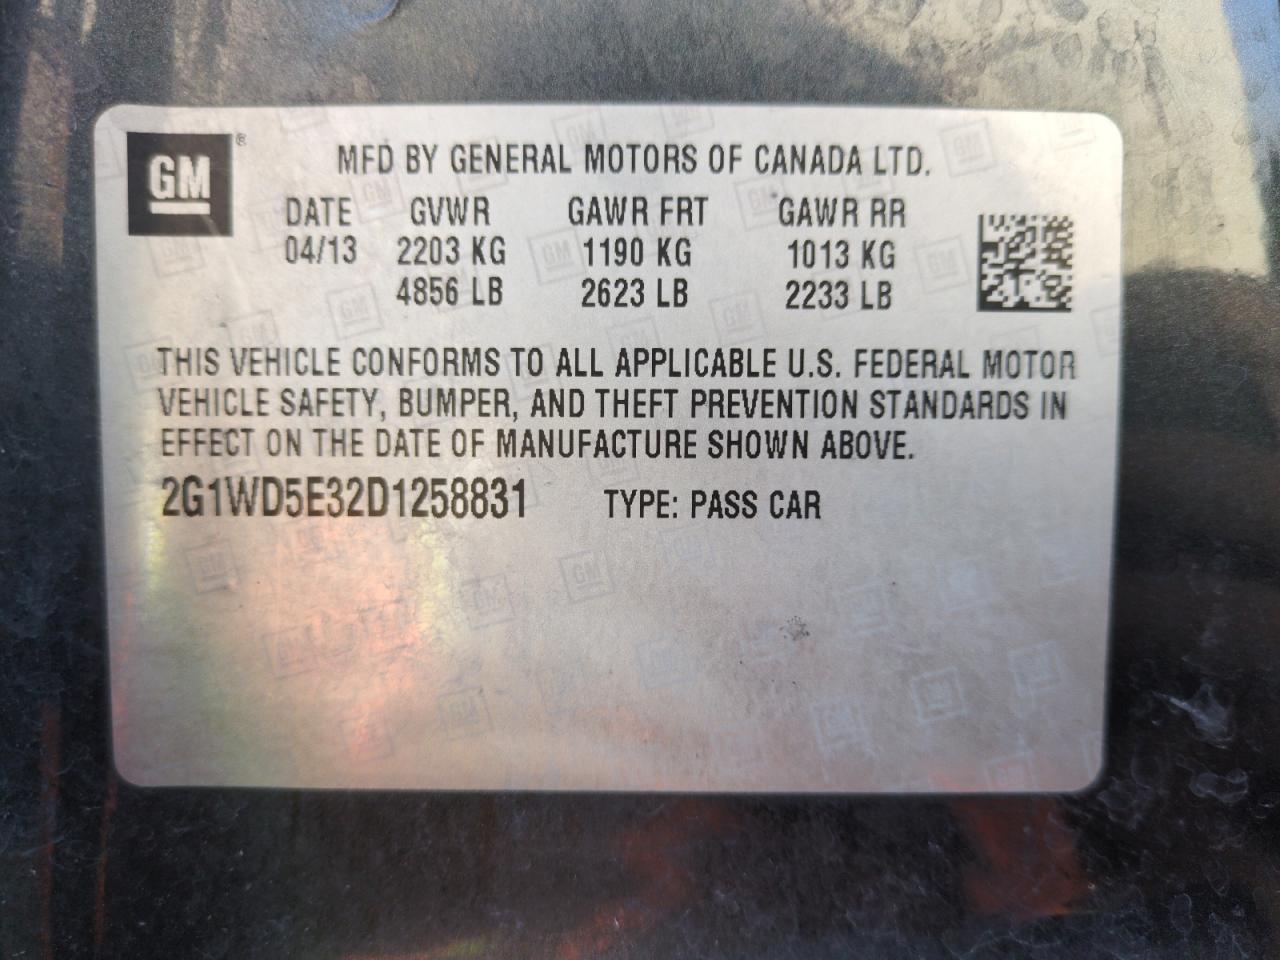 GM ®
MFD BY GENERAL MOTORS OF CANADA LTD.
DATE GVWR GAWR FRT GAWR RR
04/13 2203 KG 1190 KG 1013 KG
4856 LB 2623 LB 2233 LB
THIS VEHICLE CONFORMS TO ALL APPLICABLE U.S. FEDERAL MOTOR
VEHICLE SAFETY, BUMPER, AND THEFT PREVENTION STANDARDS IN
EFFECT ON THE DATE OF MANUFACTURE SHOWN ABOVE.
2G1WD5E32D1258831 TYPE: PASS CAR